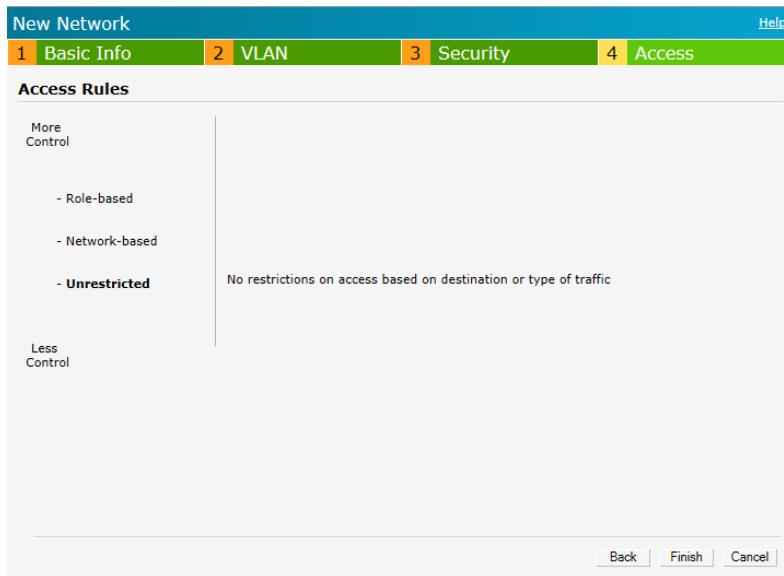 New Network
Help
1 Basic Info 2 VLAN 3 Security 4 Access
Access Rules
More
Control
- Role-based
- Network-based
- Unrestricted
No restrictions on access based on destination or type of traffic
Less
Control
Back Finish Cancel